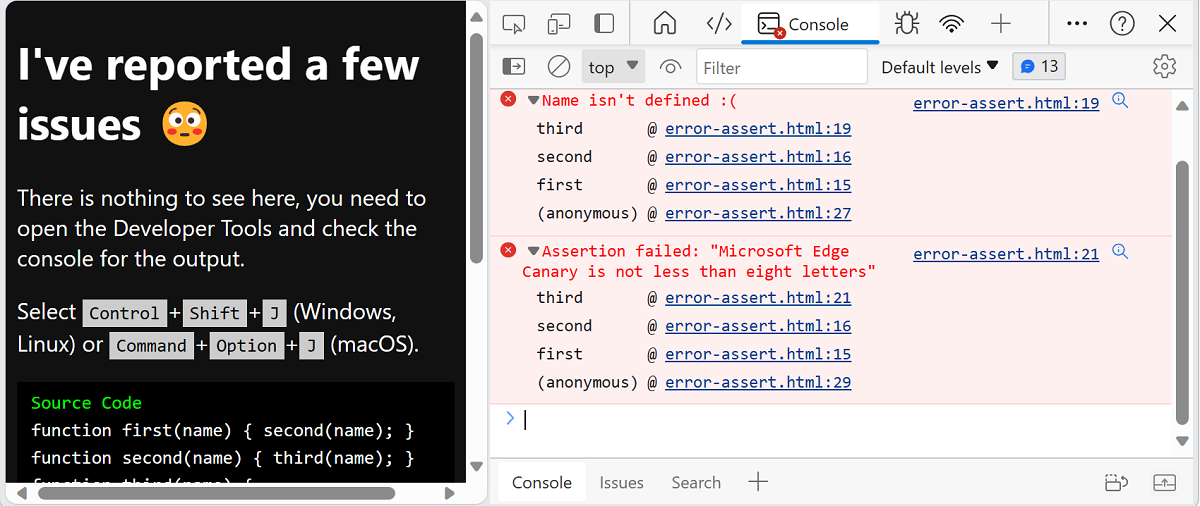 I've reported a few
issues
There is nothing to see here, you need to
open the Developer Tools and check the
console for the output.
Select Control + Shift + J (Windows,
Linux) or Command + Option + J (macOS).
Source Code
function first(name) { second(name); }
function second(name) { third(name); }
function third(name) {
Console
top
Filter
Default levels
13
Name isn't defined :( error-assert.html:19
third @ error-assert.html:19
second @ error-assert.html:16
first @ error-assert.html:15
(anonymous) @ error-assert.html:27
Assertion failed: "Microsoft Edge error-assert.html:21
Canary is not less than eight letters"
third @ error-assert.html:21
second @ error-assert.html:16
first @ error-assert.html:15
(anonymous) @ error-assert.html:29
Console Issues Search